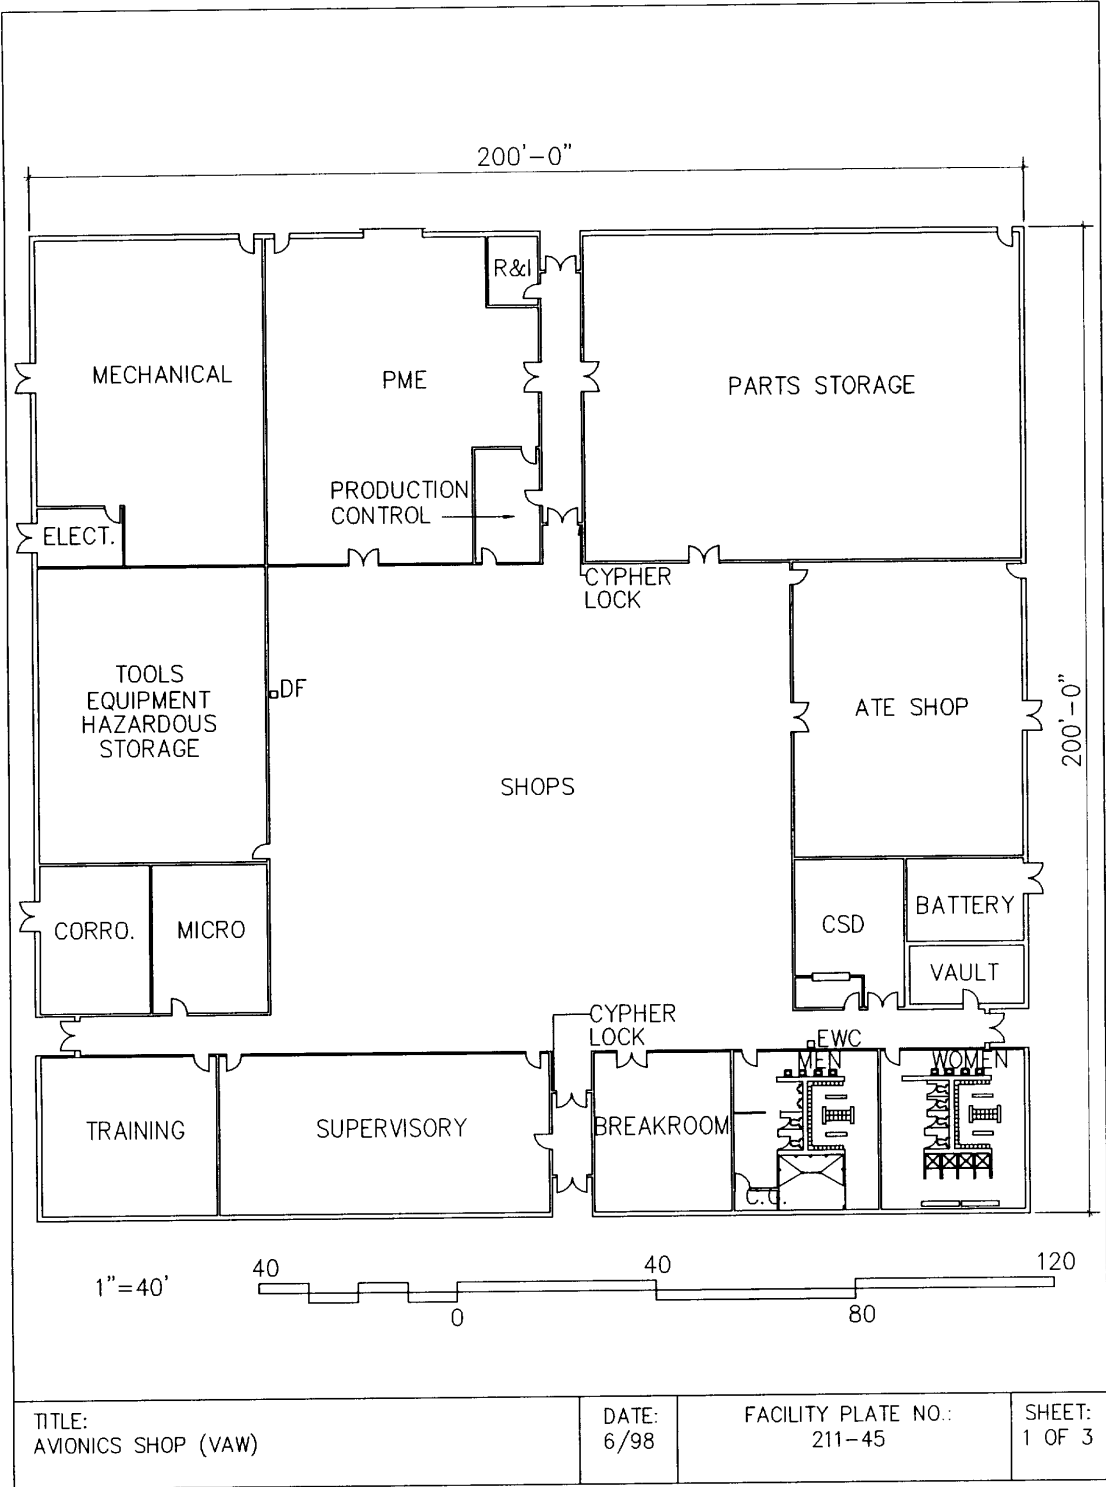 200'-0"
R&I
MECHANICAL
PME
PARTS STORAGE
PRODUCTION
CONTROL
ELECT.
CYPHER
LOCK
TOOLS
EQUIPMENT
HAZARDOUS
STORAGE
DF
ATE SHOP
200'-0"
SHOPS
CORRO.
MICRO
CSD
BATTERY
VAULT
CYPHER
LOCK
EWC
MEN
WOMEN
TRAINING
SUPERVISORY
BREAKROOM
C.G.
1"=40'
40
0
40
80
120
TITLE:
AVIONICS SHOP (VAW)
DATE:
6/98
FACILITY PLATE NO.:
211-45
SHEET:
1 OF 3